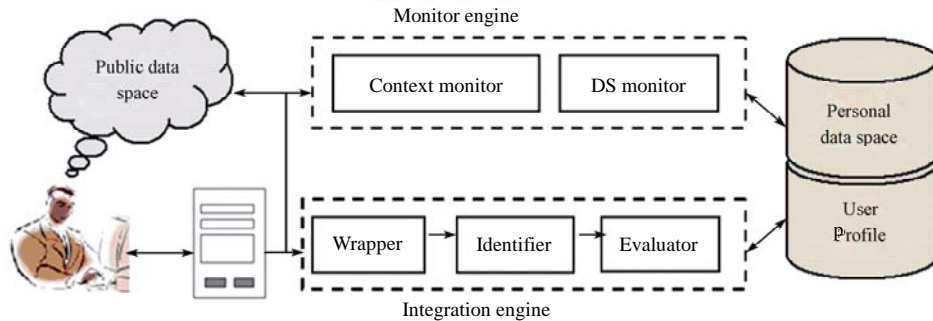 Monitor engine
Public data
space
Context monitor
DS monitor
Personal
data space
Wrapper
Identifier
Evaluator
User
Profile
Integration engine